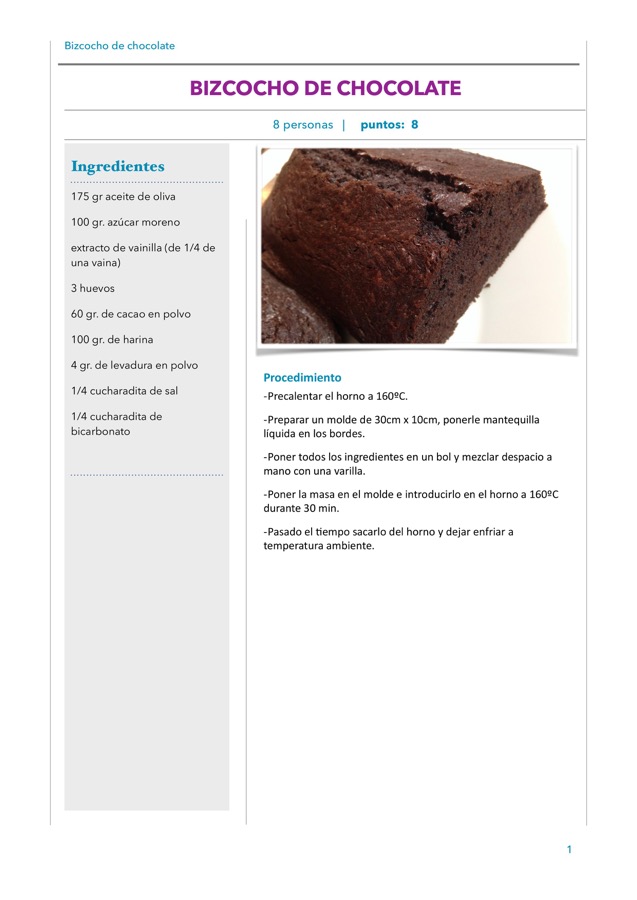 Bizcocho de chocolate
BIZCOCHO DE CHOCOLATE
8 personas | puntos: 8
Ingredientes
175 gr aceite de oliva
100 gr. azúcar moreno
extracto de vainilla (de 1/4 de
una vaina)
3 huevos
60 gr. de cacao en polvo
100 gr. de harina
4 gr. de levadura en polvo
1/4 cucharadita de sal
1/4 cucharadita de
bicarbonato
Procedimiento
-Precalentar el horno a 160ºC.
-Preparar un molde de 30cm x 10cm, ponerle mantequilla
líquida en los bordes.
-Poner todos los ingredientes en un bol y mezclar despacio a
mano con una varilla.
-Poner la masa en el molde e introducirlo en el horno a 160ºC
durante 30 min.
-Pasado el tiempo sacarlo del horno y dejar enfriar a
temperatura ambiente.
1